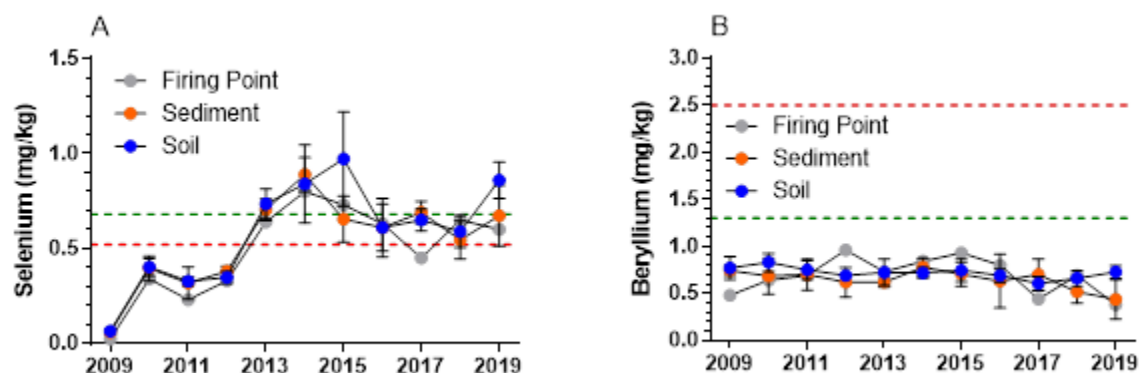 A
Selenium (mg/kg)
1.5
1.0
0.5
0.0
Firing Point
Sediment
Soil
2009 2011 2013 2015 2017 2019
B
Beryllium (mg/kg)
3.0
2.5
2.0
1.5
1.0
0.5
0.0
Firing Point
Sediment
Soil
2009 2011 2013 2015 2017 2019